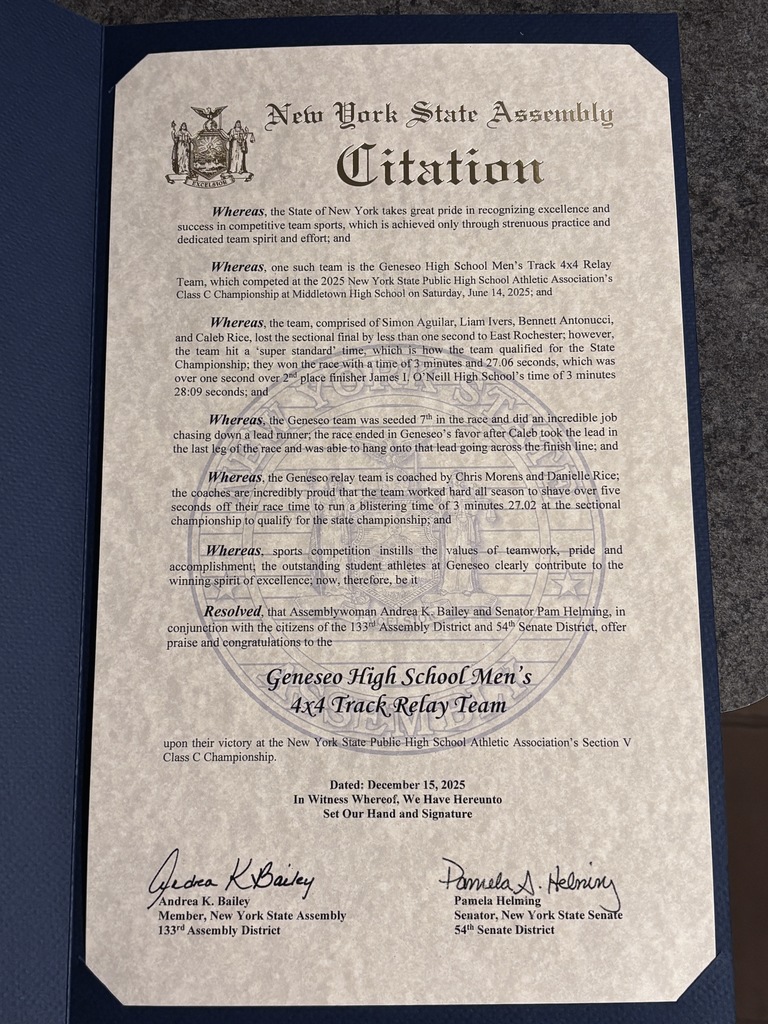 New York State Assembly
Citation
EXCELSIOR
Whereas, the State of New York takes great pride in recognizing excellence and
success in competitive team sports, which is achieved only through strenuous practice and
dedicated team spirit and effort; and
Whereas, one such team is the Geneseo High School Men's Track 4x4 Relay
Team, which competed at the 2025 New York State Public High School Athletic Association's
Class C Championship at Middletown High School on Saturday, June 14, 2025; and
Whereas, the team, comprised of Simon Aguilar, Liam Ivers, Bennett Antonucci,
and Caleb Rice, lost the sectional final by less than one second to East Rochester; however,
the team hit a 'super standard' time, which is how the team qualified for the State
Championship; they won the race with a time of 3 minutes and 27.06 seconds, which was
over one second over 2nd place finisher James I. O'Neill High School's time of 3 minutes
28:09 seconds; and
Whereas, the Geneseo team was seeded 7th in the race and did an incredible job
chasing down a lead runner; the race ended in Geneseo's favor after Caleb took the lead in
the last leg of the race and was able to hang onto that lead going across the finish line; and
Whereas, the Geneseo relay team is coached by Chris Morens and Danielle Rice;
the coaches are incredibly proud that the team worked hard all season to shave over five
seconds off their race time to run a blistering time of 3 minutes 27.02 at the sectional
championship to qualify for the state championship; and
Whereas, sports competition instills the values of teamwork, pride and
accomplishment; the outstanding student athletes at Geneseo clearly contribute to the
winning spirit of excellence; now, therefore, be it
Resolved, that Assemblywoman Andrea K. Bailey and Senator Pam Helming, in
conjunction with the citizens of the 133rd Assembly District and 54th Senate District, offer
praise and congratulations to the
Geneseo High School Men's
4x4 Track Relay Team
upon their victory at the New York State Public High School Athletic Association's Section V
Class C Championship.
Dated: December 15, 2025
In Witness Whereof, We Have Hereunto
Set Our Hand and Signature
Andrea K Bailey
Pamela A. Helming
Andrea K. Bailey
Pamela Helming
Member, New York State Assembly
Senator, New York State Senate
133rd Assembly District
54th Senate District
NEW YORK STATE
ASSEMBLY